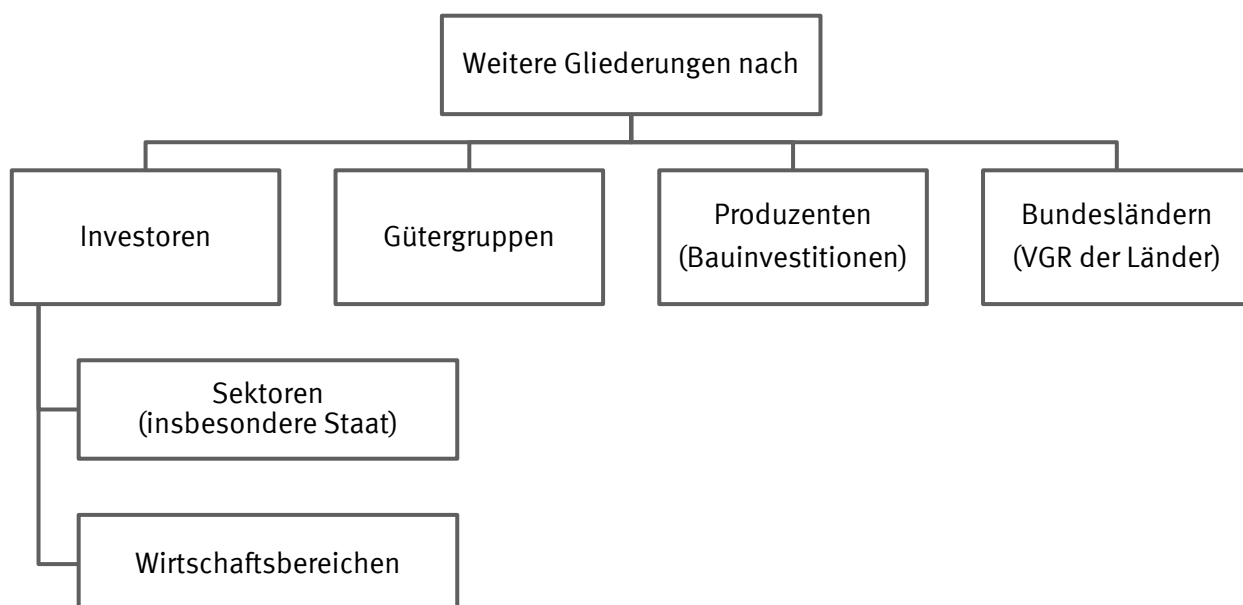 Weitere Gliederungen nach
Investoren
Gütergruppen
Produzenten
(Bauinvestitionen)
Bundesländern
(VGR der Länder)
Sektoren
(insbesondere Staat)
Wirtschaftsbereichen